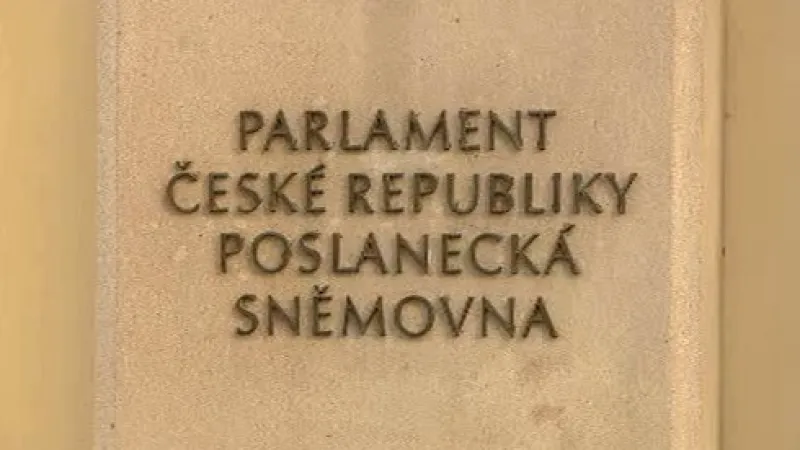 PARLAMENT
ČESKÉ REPUBLIKY
POSLANECKÁ
SNĚMOVNA